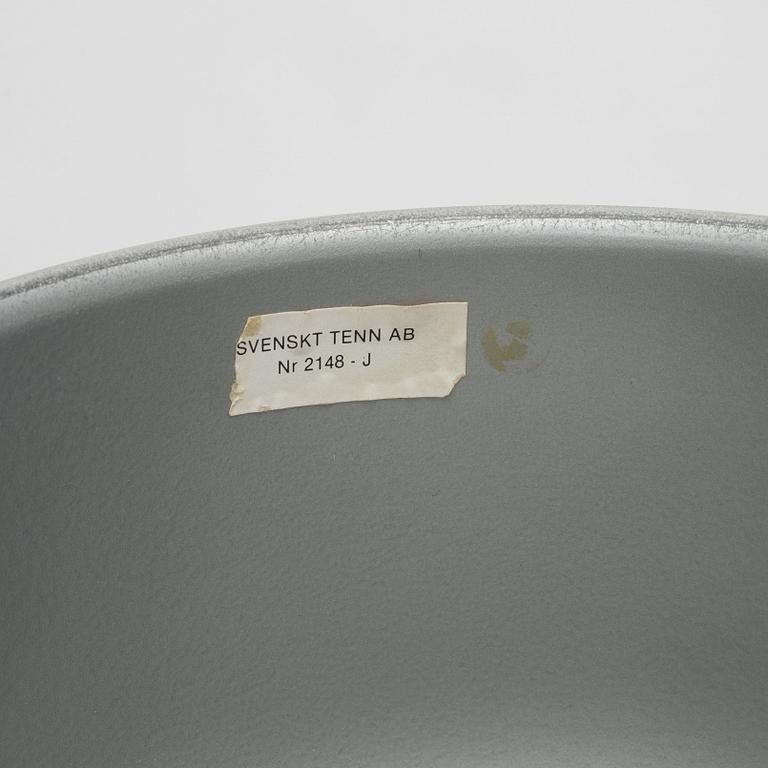 SVENSKT TENN AB
Nr 2148 - J